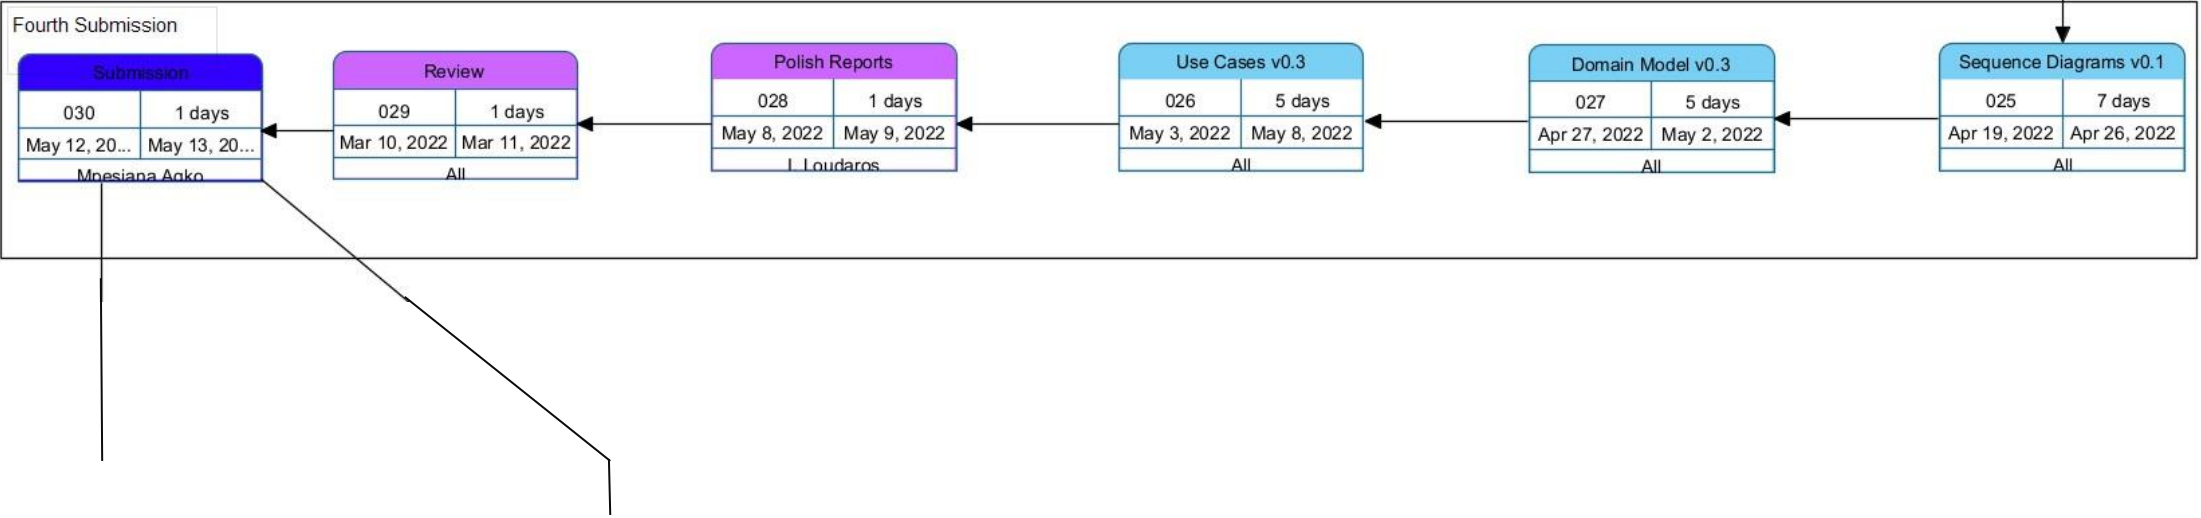 Fourth Submission
Submission
030 1 days
May 12, 20... May 13, 20...
Mpesiana Agko
Review
029 1 days
Mar 10, 2022 Mar 11, 2022
All
Polish Reports
028 1 days
May 8, 2022 May 9, 2022
I. Loudaros
Use Cases v0.3
026 5 days
May 3, 2022 May 8, 2022
All
Domain Model v0.3
027 5 days
Apr 27, 2022 May 2, 2022
All
Sequence Diagrams v0.1
025 7 days
Apr 19, 2022 Apr 26, 2022
All